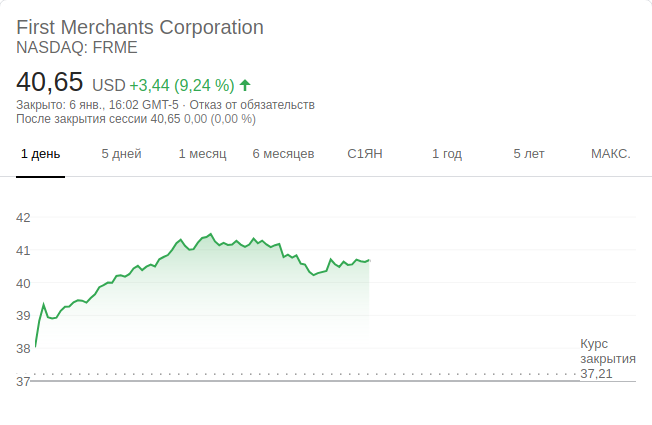 First Merchants Corporation
NASDAQ: FRME
40,65 USD +3,44 (9,24 %)
Закрыто: 6 янв., 16:02 GMT-5 · Отказ от обязательств
После закрытия сессии 40,65 0,00 (0,00 %)
1 день 5 дней 1 месяц 6 месяцев С1ЯН 1 год 5 лет МАКС.
42
41
40
39
38
Курс
закрытия
37,21
37